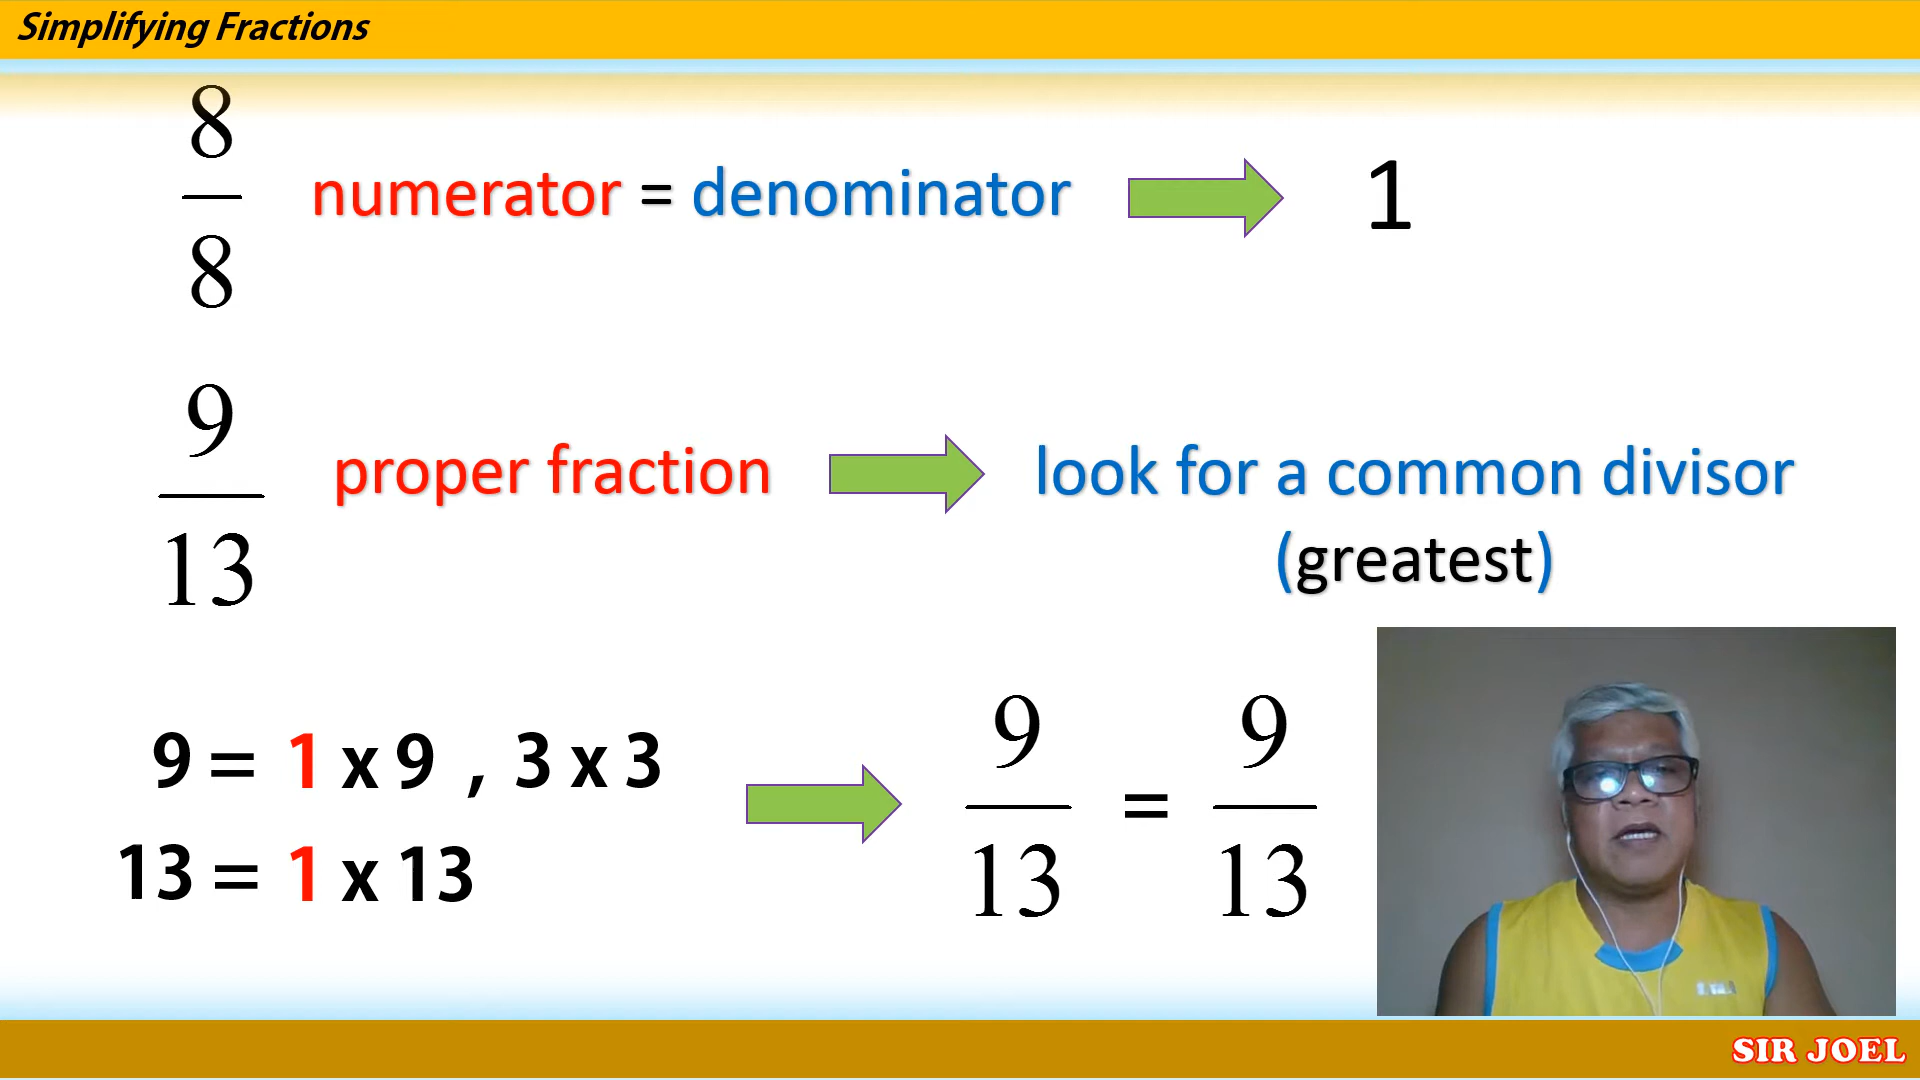 Simplifying Fractions
8
8
numerator = denominator
1
9
13
proper fraction
look for a common divisor
(greatest)
9 = 1 x 9 , 3 x 3
13 = 1 x 13
9
13
=
9
13
SIR JOEL